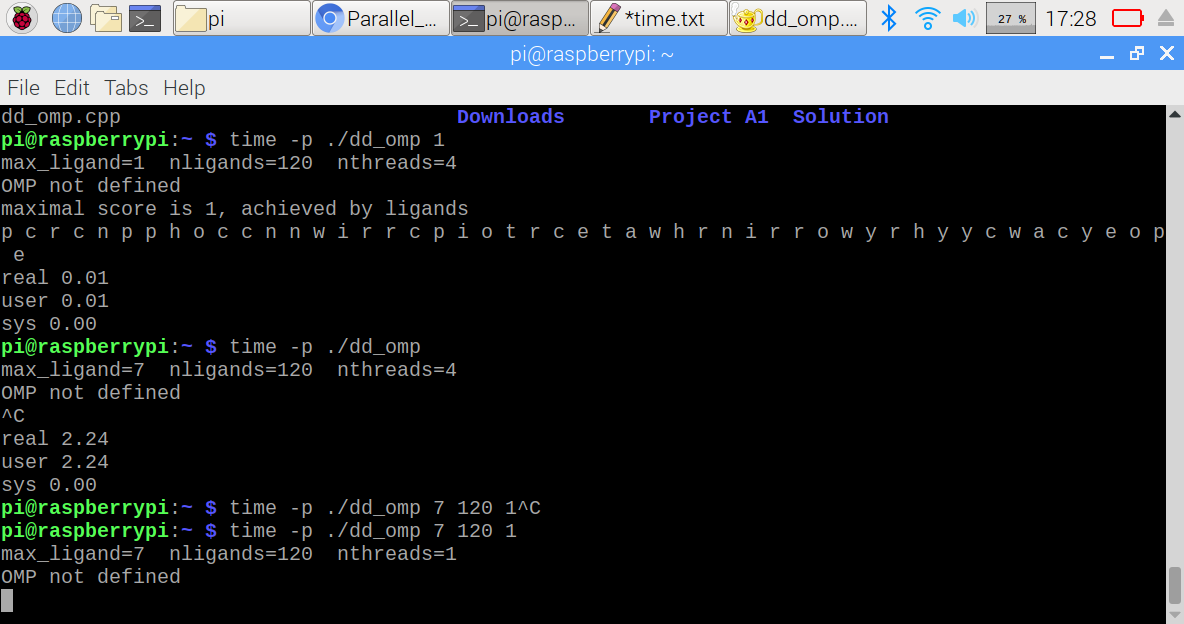 pi
Parallel_...
pi@rasp...
*time.txt
dd_omp....
27 %
17:28
pi@raspberrypi: ~
File Edit Tabs Help
dd_omp.cpp Downloads Project A1 Solution
pi@raspberrypi:~ $ time -p ./dd_omp 1
max_ligand=1  nligands=120  nthreads=4
OMP not defined
maximal score is 1, achieved by ligands
p c r c n p p h o c c n n w i r r c p i o t r c e t a w h r n i r r o w y r h y y c w a c y e o p
e
real 0.01
user 0.01
sys 0.00
pi@raspberrypi:~ $ time -p ./dd_omp
max_ligand=7  nligands=120  nthreads=4
OMP not defined
^C
real 2.24
user 2.24
sys 0.00
pi@raspberrypi:~ $ time -p ./dd_omp 7 120 1^C
pi@raspberrypi:~ $ time -p ./dd_omp 7 120 1
max_ligand=7  nligands=120  nthreads=1
OMP not defined